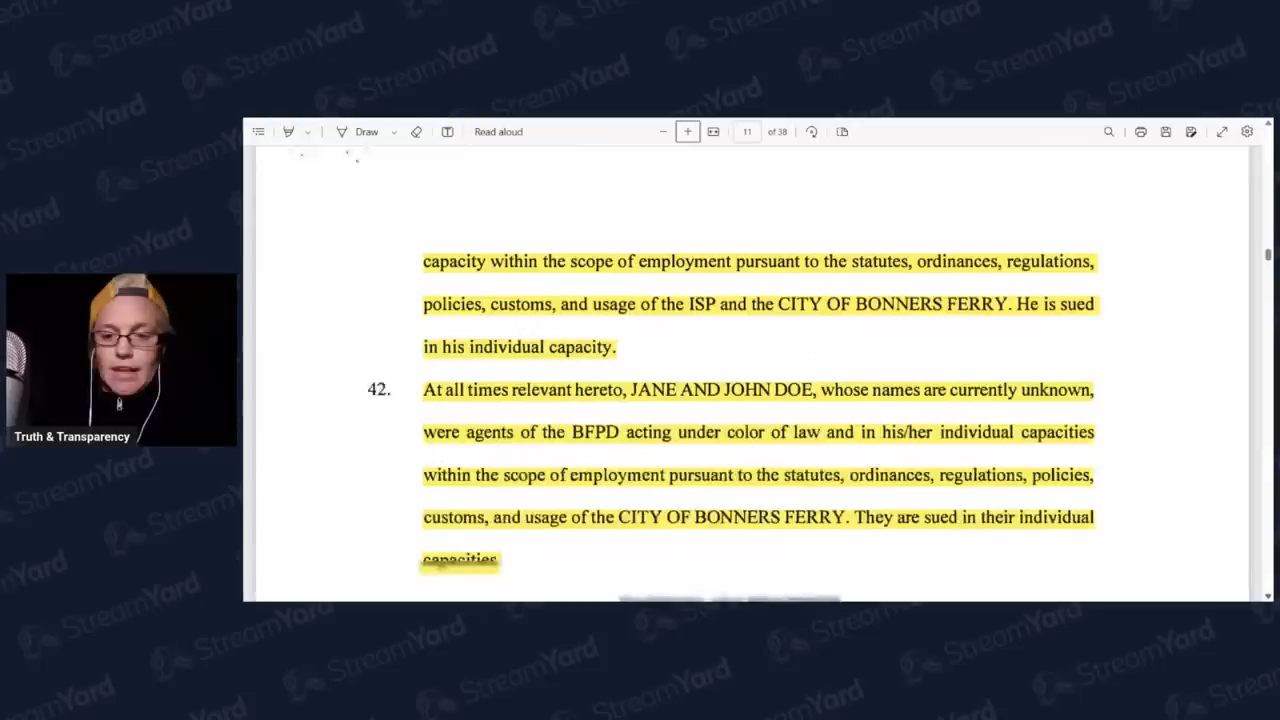 Draw
Read aloud
11 of 38
capacity within the scope of employment pursuant to the statutes, ordinances, regulations,
policies, customs, and usage of the ISP and the CITY OF BONNERS FERRY. He is sued
in his individual capacity.
42. At all times relevant hereto, JANE AND JOHN DOE, whose names are currently unknown,
were agents of the BFPD acting under color of law and in his/her individual capacities
within the scope of employment pursuant to the statutes, ordinances, regulations, policies,
customs, and usage of the CITY OF BONNERS FERRY. They are sued in their individual
capacities
Truth & Transparency
StreamYard